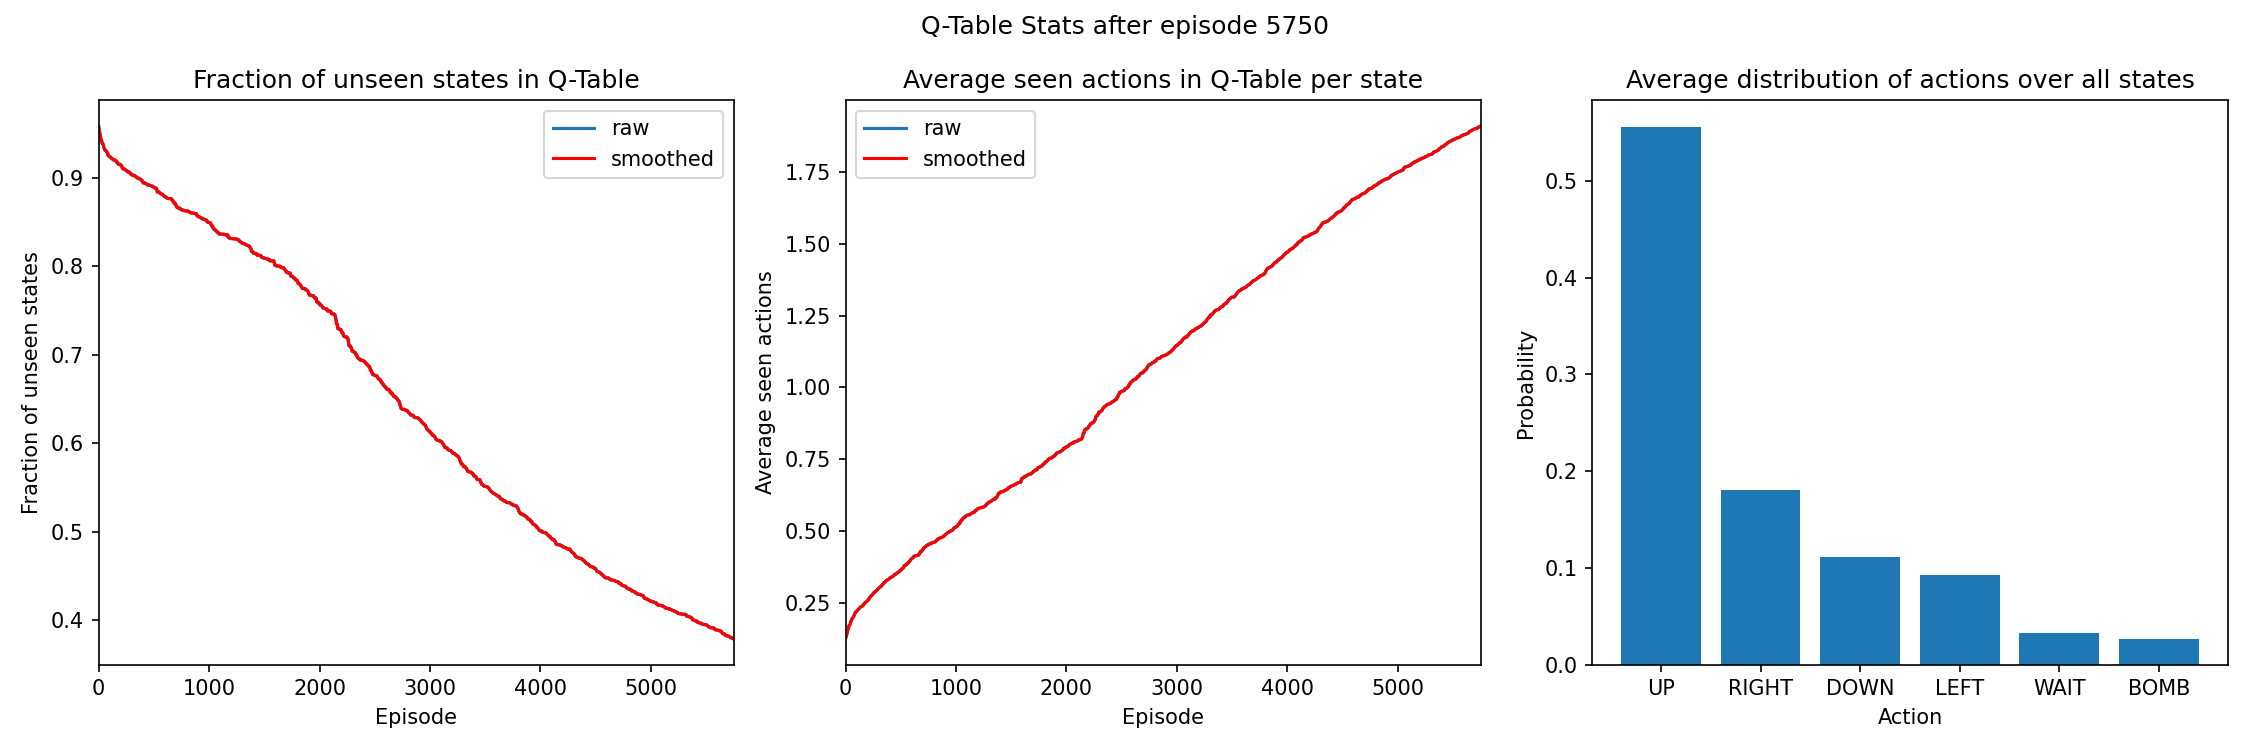 Q-Table Stats after episode 5750
Fraction of unseen states in Q-Table
raw
smoothed
Fraction of unseen states
0.9
0.8
0.7
0.6
0.5
0.4
0
1000
2000
3000
4000
5000
Episode
Average seen actions in Q-Table per state
raw
smoothed
Average seen actions
1.75
1.50
1.25
1.00
0.75
0.50
0.25
0
1000
2000
3000
4000
5000
Episode
Average distribution of actions over all states
Probability
0.5
0.4
0.3
0.2
0.1
0.0
UP
RIGHT
DOWN
LEFT
WAIT
BOMB
Action